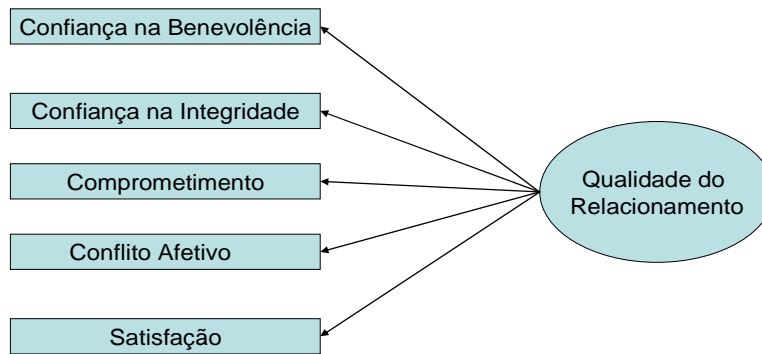 Confiança na Benevolência
Confiança na Integridade
Comprometimento
Conflito Afetivo
Satisfação
Qualidade do
Relacionamento